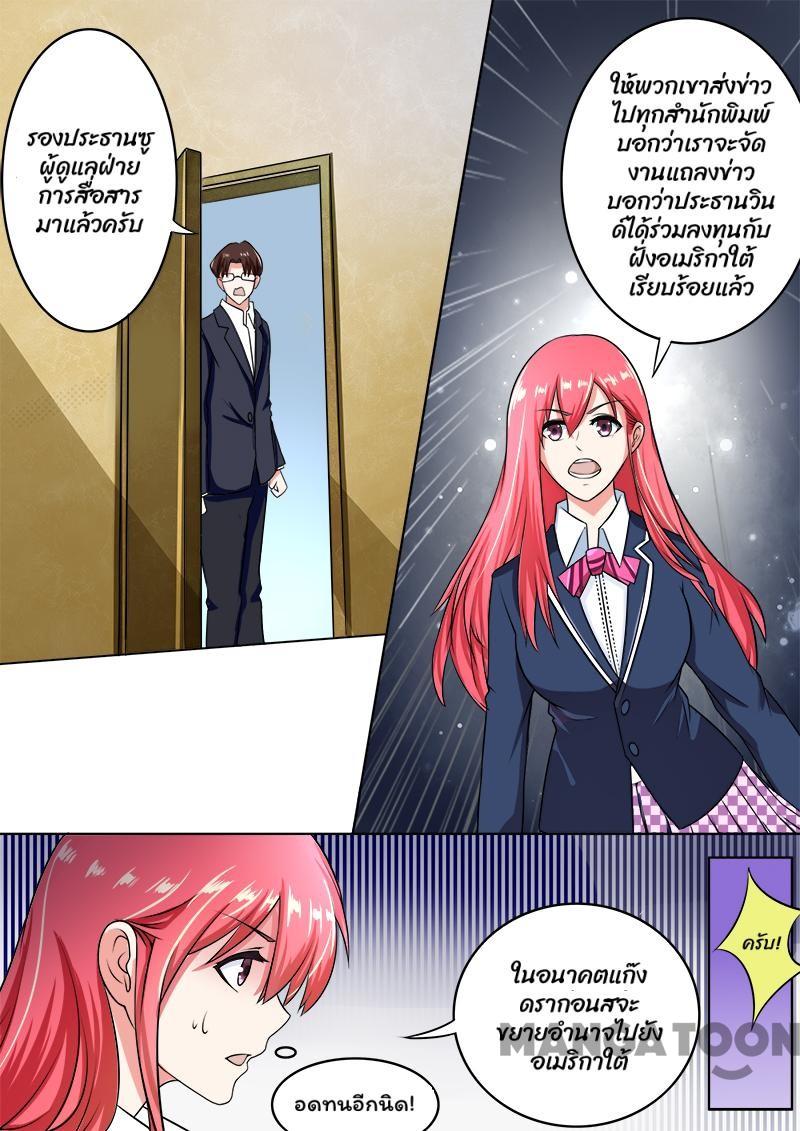 รองประธานซู
ผู้ดูแลฝ่าย
การสื่อสาร
มาแล้วครับ
ให้พวกเขาส่งข่าว
ไปทุกสำนักพิมพ์
บอกว่าเราจะจัด
งานแถลงข่าว
บอกว่าประธานวิน
ดี้ได้ร่วมลงทุนกับ
ฝั่งอเมริกาใต้
เรียบร้อยแล้ว
ครับ!
ในอนาคตแก๊ง
ดรากอนสจะ
ขยายอำนาจไปยัง
อเมริกาใต้
อดทนอีกนิด!
MANGATOON